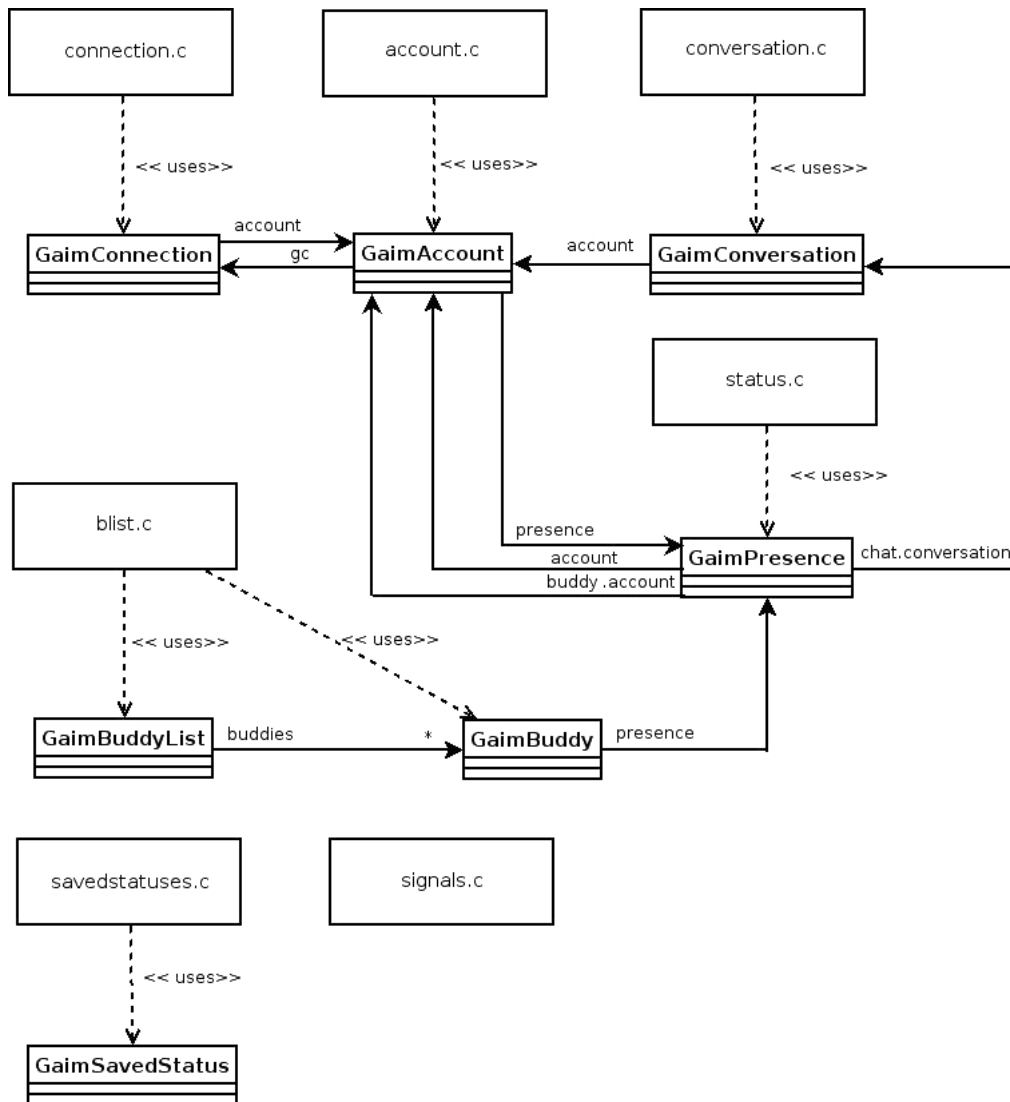 connection.c
account.c
conversation.c
<< uses>>
<< uses>>
<< uses>>
account
GaimConnection
gc
GaimAccount
account
GaimConversation
status.c
<< uses>>
blist.c
presence
account
buddy .account
GaimPresence
chat.conversation
<< uses>>
<< uses>>
GaimBuddyList
buddies
*
GaimBuddy
presence
savedstatuses.c
signals.c
<< uses>>
GaimSavedStatus